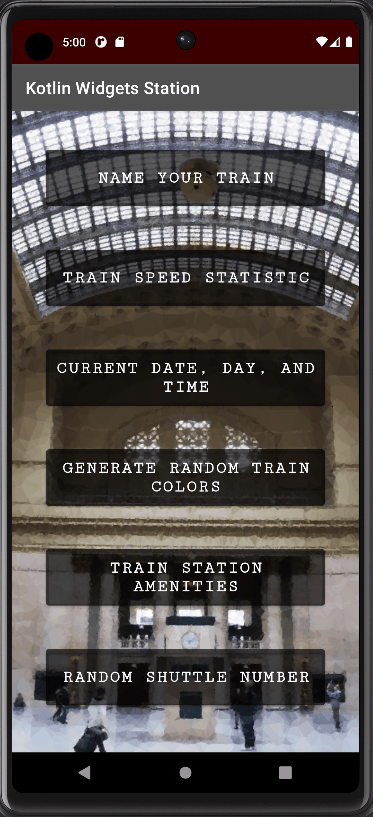 5:00
Kotlin Widgets Station
NAME YOUR TRAIN
TRAIN SPEED STATISTIC
CURRENT DATE, DAY, AND
TIME
GENERATE RANDOM TRAIN
COLORS
TRAIN STATION
AMENITIES
RANDOM SHUTTLE NUMBER